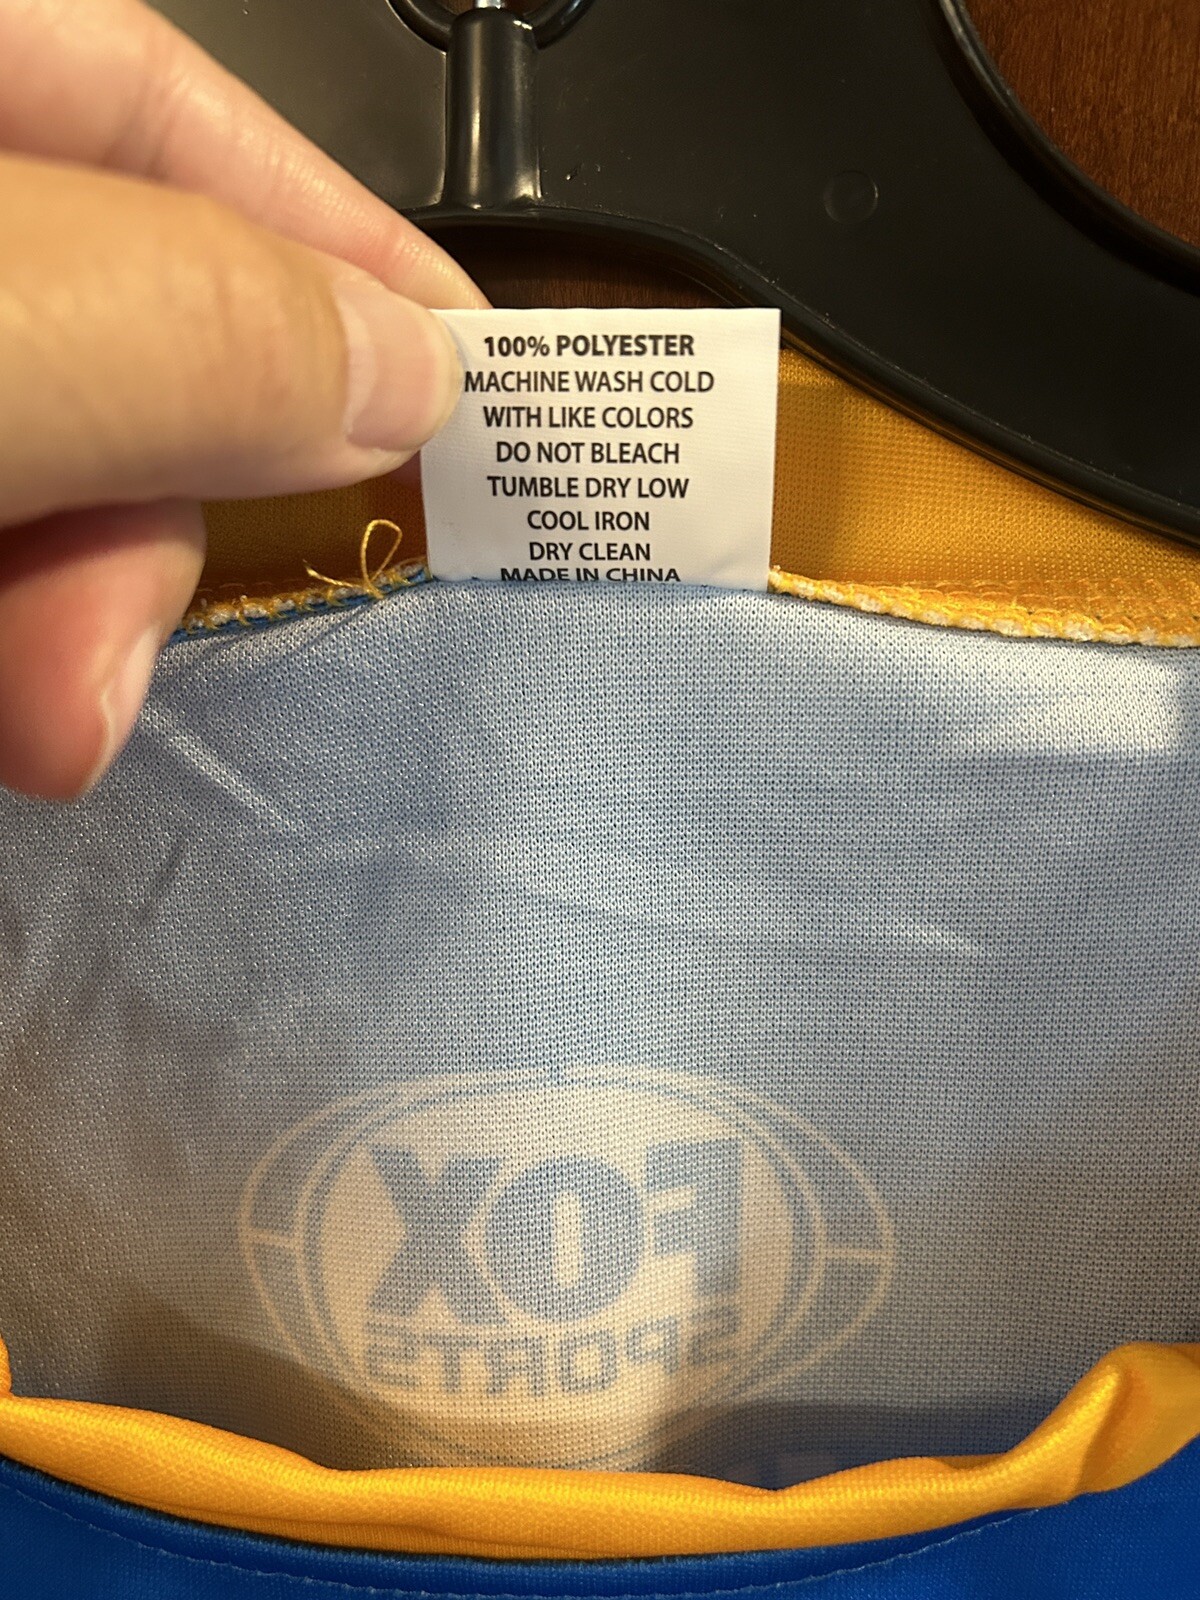 100% POLYESTER
MACHINE WASH COLD
WITH LIKE COLORS
DO NOT BLEACH
TUMBLE DRY LOW
COOL IRON
DRY CLEAN
MADE IN CHINA
FOX
SPORTS